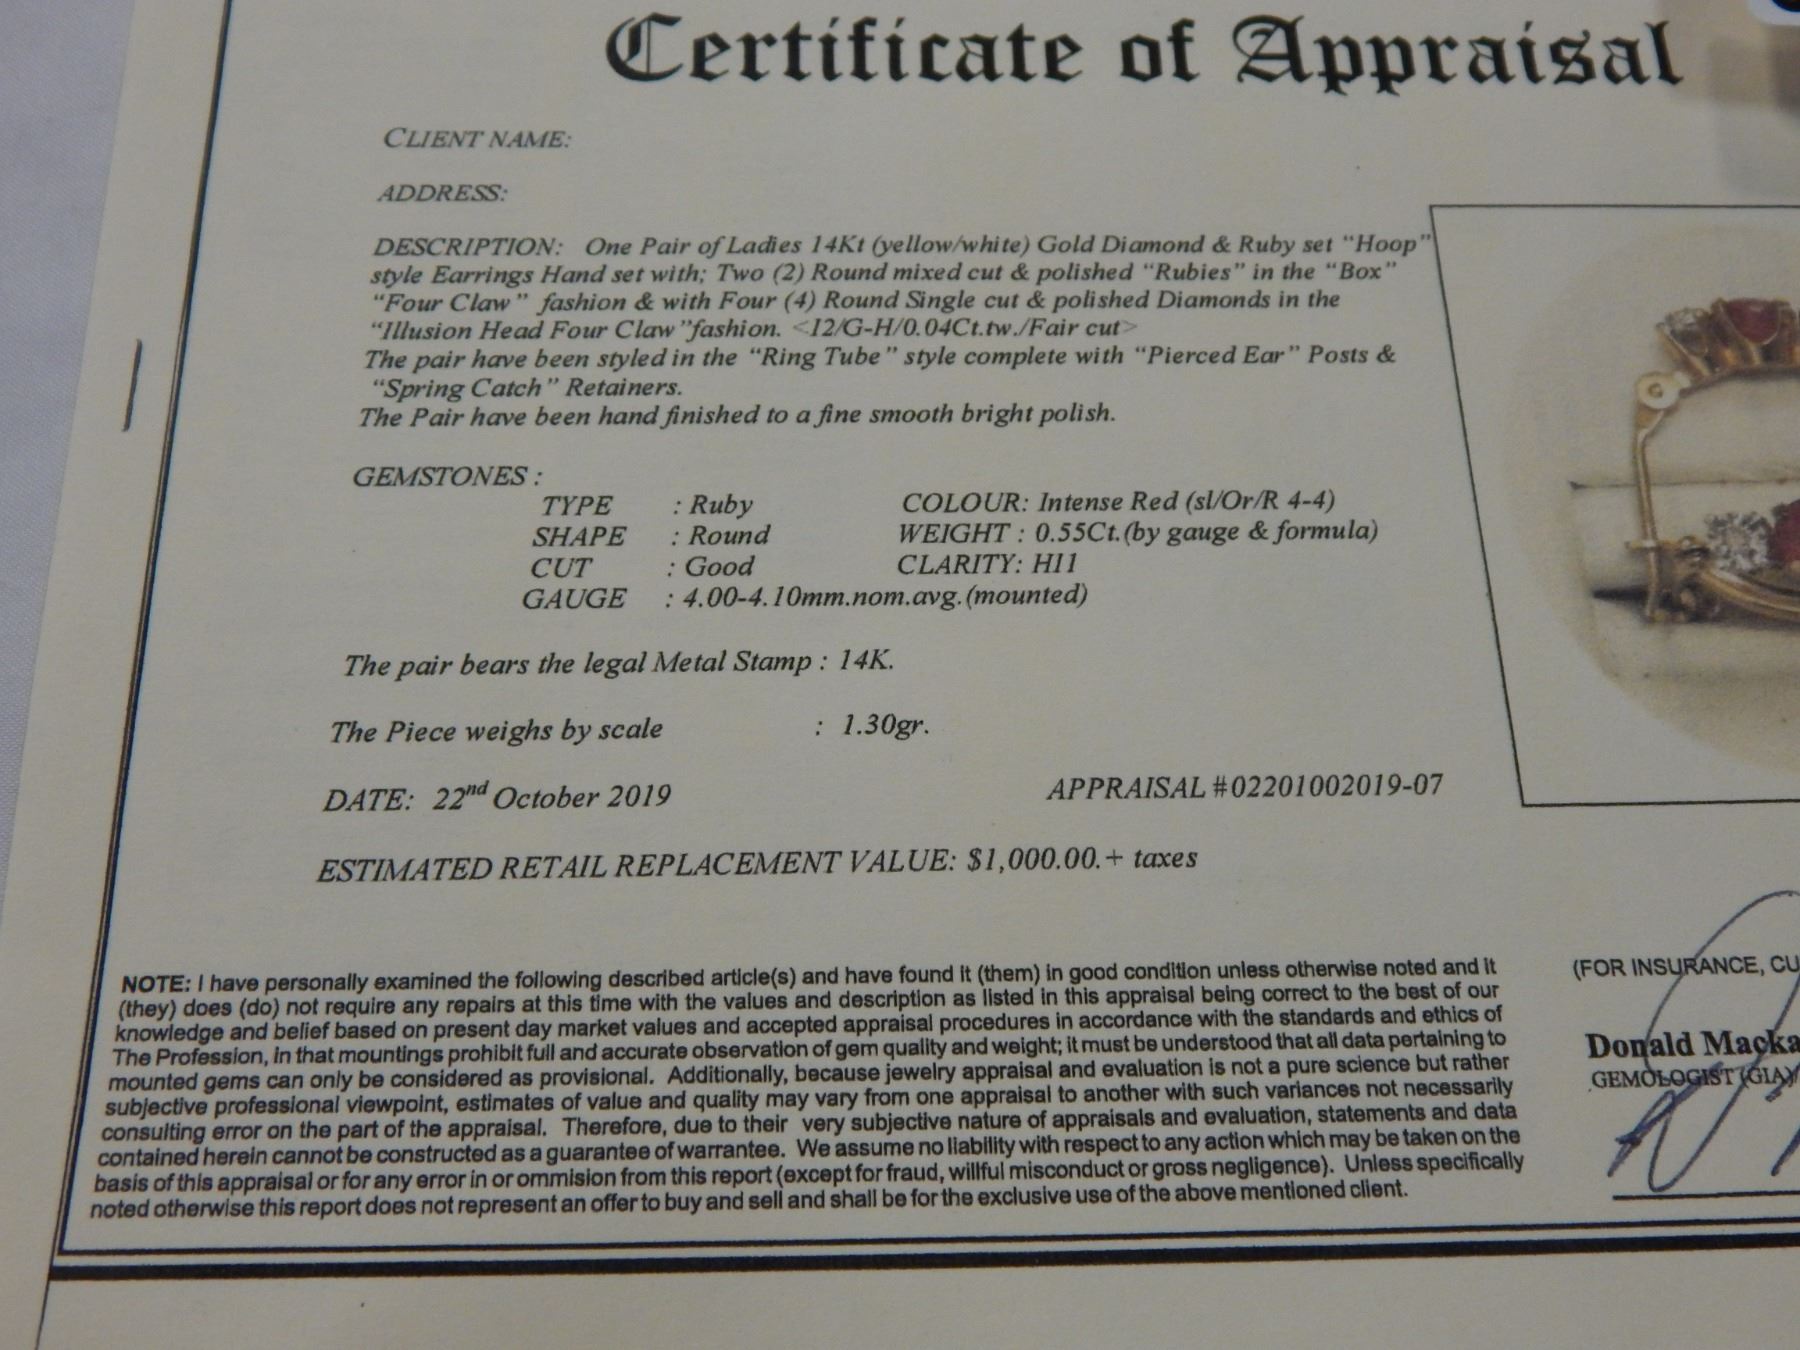 Certificate of Appraisal
CLIENT NAME:
ADDRESS:
DESCRIPTION: One Pair of Ladies 14Kt (yellow/white) Gold Diamond & Ruby set "Hoop"
style Earrings Hand set with; Two (2) Round mixed cut & polished "Rubies" in the "Box"
"Four Claw" fashion & with Four (4) Round Single cut & polished Diamonds in the
"Illusion Head Four Claw"fashion. <I2/G-H/0.04Ct.tw./Fair cut>
The pair have been styled in the "Ring Tube" style complete with "Pierced Ear" Posts &
"Spring Catch" Retainers.
The Pair have been hand finished to a fine smooth bright polish.
GEMSTONES :
TYPE : Ruby COLOUR: Intense Red (sl/Or/R 4-4)
SHAPE : Round WEIGHT : 0.55Ct.(by gauge & formula)
CUT : Good CLARITY: HI1
GAUGE : 4.00-4.10mm.nom.avg.(mounted)
The pair bears the legal Metal Stamp : 14K.
The Piece weighs by scale : 1.30gr.
DATE: 22nd October 2019 APPRAISAL #02201002019-07
ESTIMATED RETAIL REPLACEMENT VALUE: $1,000.00.+ taxes
NOTE: I have personally examined the following described article(s) and have found it (them) in good condition unless otherwise noted and it
(they) does (do) not require any repairs at this time with the values and description as listed in this appraisal being correct to the best of our
knowledge and belief based on present day market values and accepted appraisal procedures in accordance with the standards and ethics of
The Profession, in that mountings prohibit full and accurate observation of gem quality and weight; it must be understood that all data pertaining to
mounted gems can only be considered as provisional. Additionally, because jewelry appraisal and evaluation is not a pure science but rather
subjective professional viewpoint, estimates of value and quality may vary from one appraisal to another with such variances not necessarily
consulting error on the part of the appraisal. Therefore, due to their very subjective nature of appraisals and evaluation, statements and data
contained herein cannot be constructed as a guarantee of warrantee. We assume no liability with respect to any action which may be taken on the
basis of this appraisal or for any error in or ommision from this report (except for fraud, willful misconduct or gross negligence). Unless specifically
noted otherwise this report does not represent an offer to buy and sell and shall be for the exclusive use of the above mentioned client.
(FOR INSURANCE, CU
Donald Macka
GEMOLOGIST (GIA)